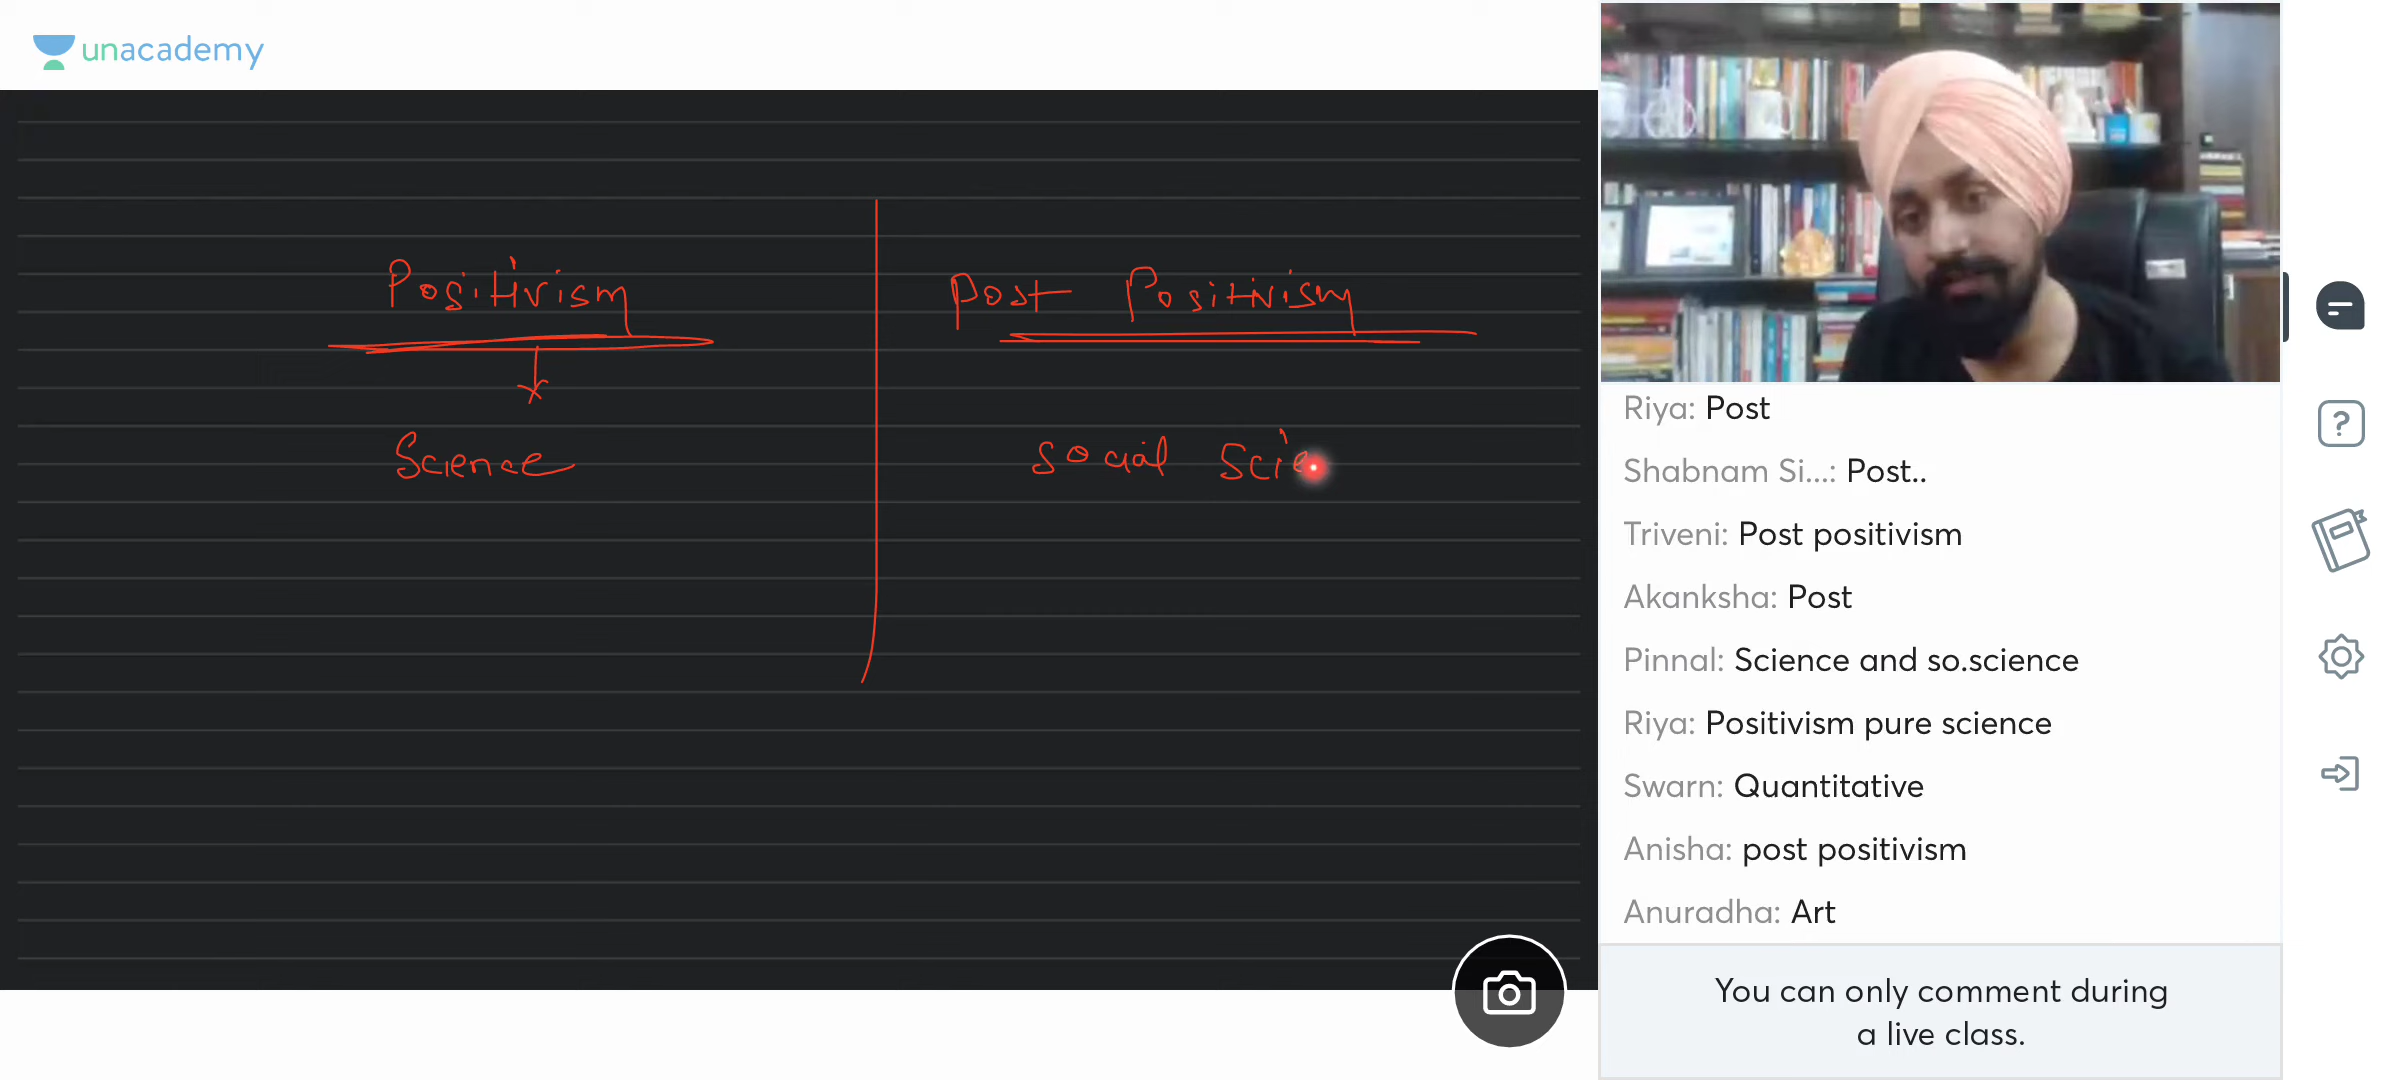 unacademy
Positivism
Post Positivism
Science
Social Scie
Riya: Post
Shabnam Si...: Post..
Triveni: Post positivism
Akanksha: Post
Pinnal: Science and so.science
Riya: Positivism pure science
Swarn: Quantitative
Anisha: post positivism
Anuradha: Art
You can only comment during
a live class.